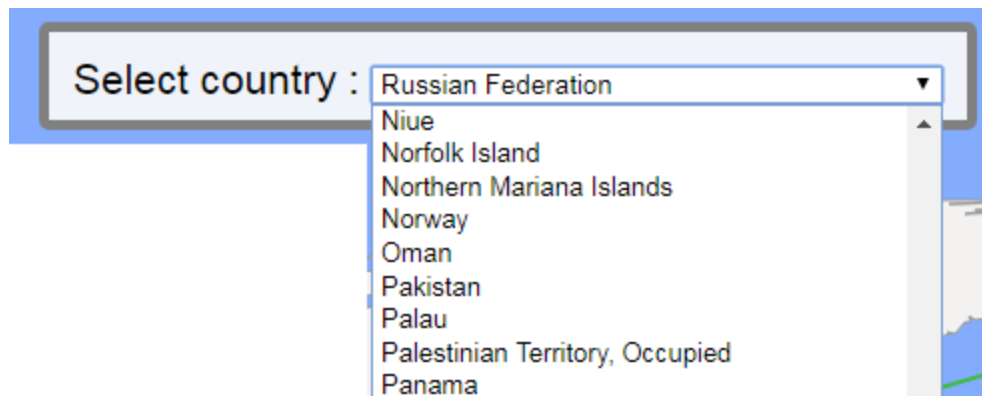 Select country : Russian Federation
Niue
Norfolk Island
Northern Mariana Islands
Norway
Oman
Pakistan
Palau
Palestinian Territory, Occupied
Panama